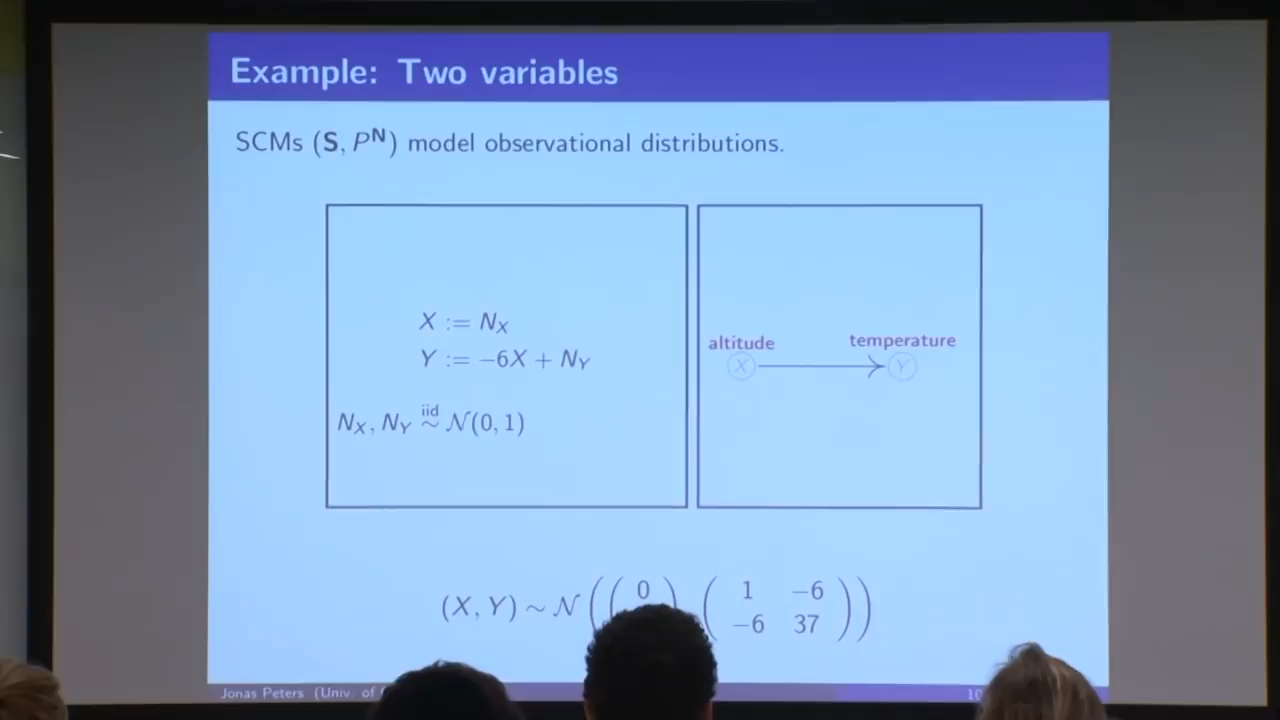 Example: Two variables
SCMs (S, P^N) model observational distributions.
X := N_X
Y := −6X + N_Y
N_X, N_Y iid ∼ 𝒩(0, 1)
altitude
temperature
X
Y
(X, Y) ∼ 𝒩 ( ( 0 ) ( 1 −6
−6 37 ) )
Jonas Peters (Univ. of